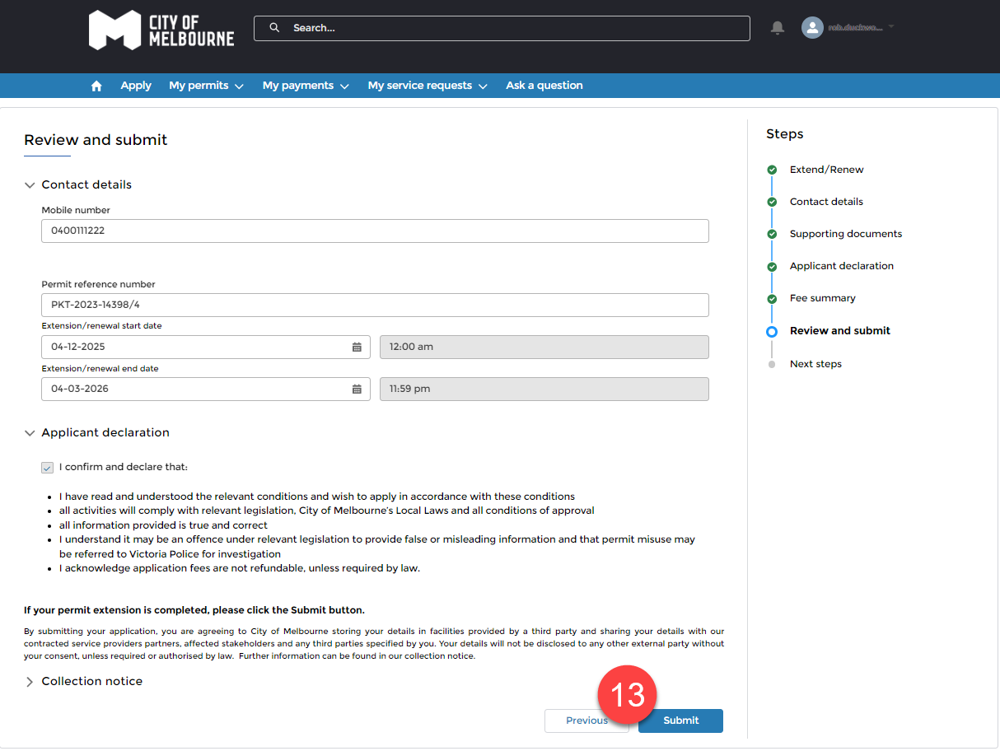 CITY OF
MELBOURNE
Search...
Apply
My permits
My payments
My service requests
Ask a question
Review and submit
Contact details
Mobile number
0400111222
Permit reference number
PKT-2023-14398/4
Extension/renewal start date
04-12-2025
12:00 am
Extension/renewal end date
04-03-2026
11:59 pm
Applicant declaration
I confirm and declare that:
• I have read and understood the relevant conditions and wish to apply in accordance with these conditions
• all activities will comply with relevant legislation, City of Melbourne's Local Laws and all conditions of approval
• all information provided is true and correct
• I understand it may be an offence under relevant legislation to provide false or misleading information and that permit misuse may
be referred to Victoria Police for investigation
• I acknowledge application fees are not refundable, unless required by law.
If your permit extension is completed, please click the Submit button.
By submitting your application, you are agreeing to City of Melbourne storing your details in facilities provided by a third party and sharing your details with our
contracted service providers partners, affected stakeholders and any third parties specified by you. Your details will not be disclosed to any other external party without
your consent, unless required or authorised by law. Further information can be found in our collection notice.
Collection notice
13
Previous
Submit
Steps
Extend/Renew
Contact details
Supporting documents
Applicant declaration
Fee summary
Review and submit
Next steps